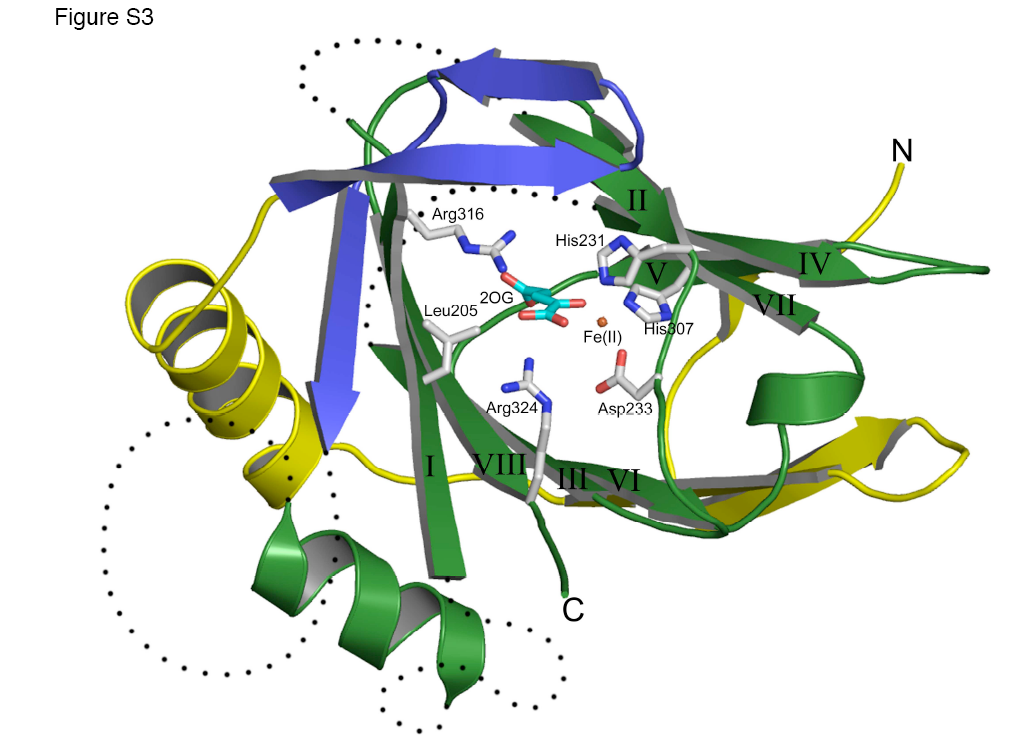 Figure S3
N
Arg316
II
His231
V
IV
2OG
VII
Leu205
Fe(II)
His307
Arg324
Asp233
I
VIII
III
VI
C